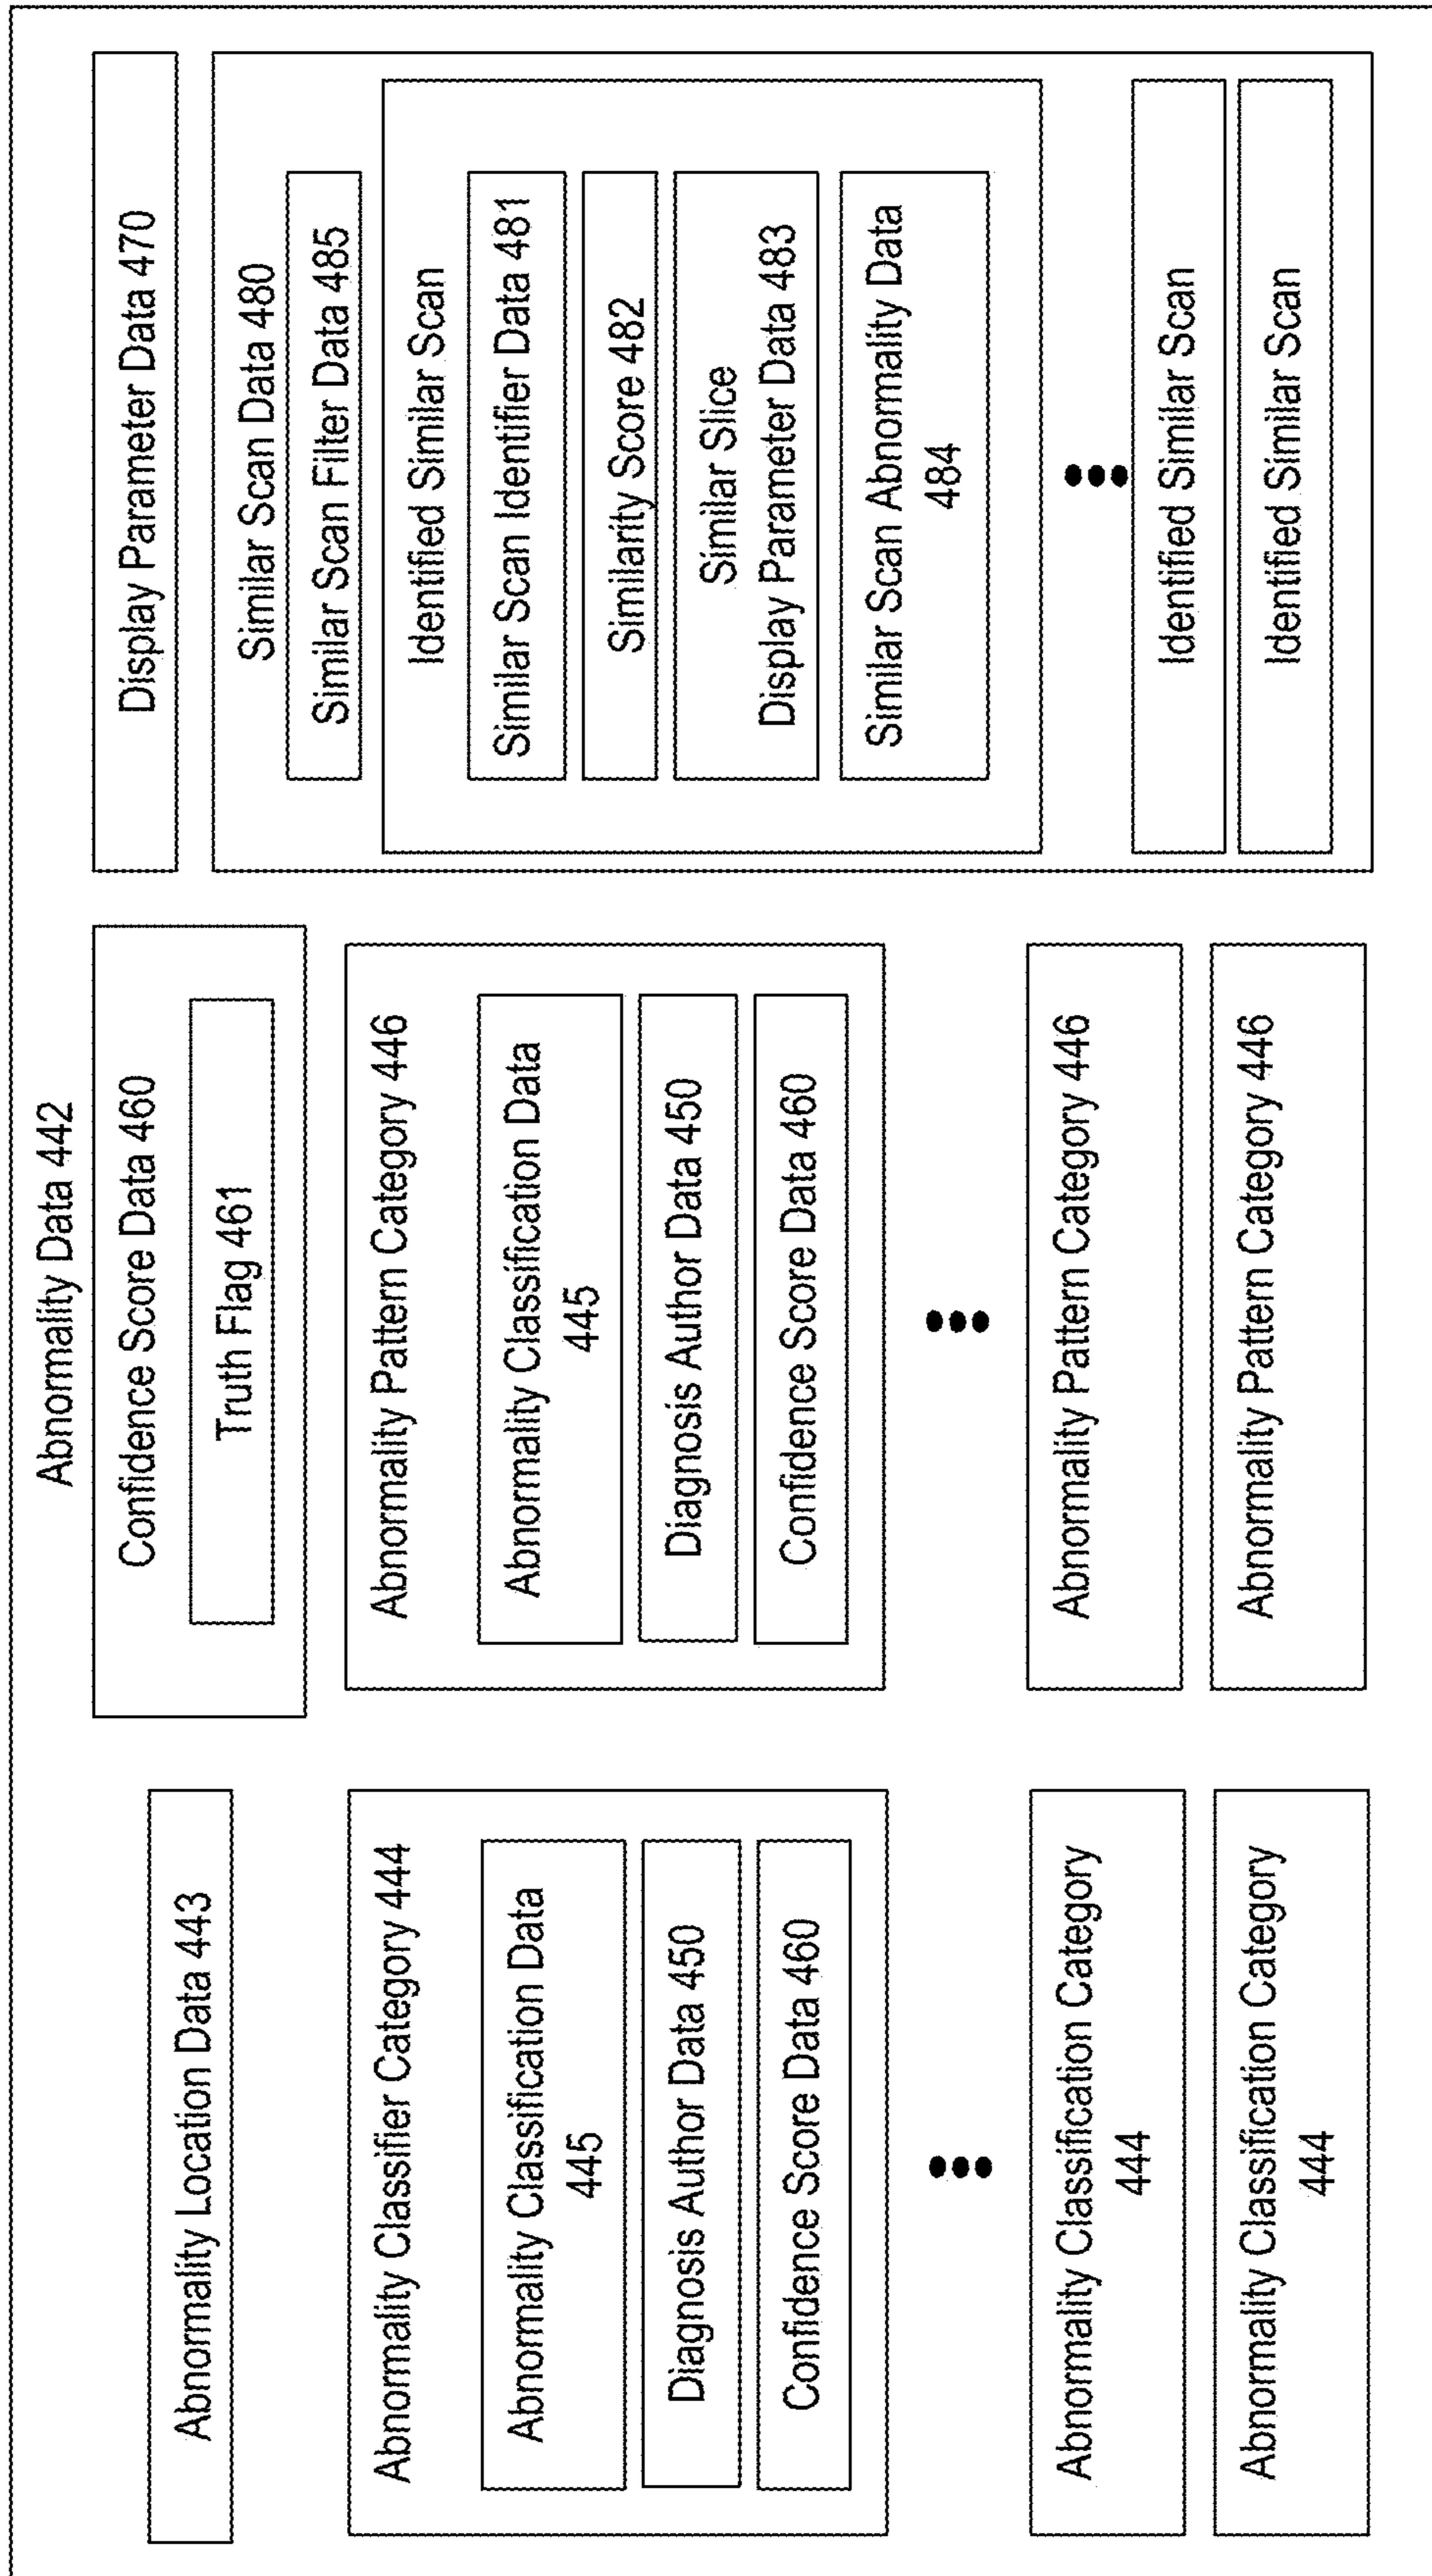 Abnormality Data 442
Abnormality Location Data 443
Abnormality Classifier Category 444
Abnormality Classification Data
445
Diagnosis Author Data 450
Confidence Score Data 460
Abnormality Classification Category
444
Abnormality Classification Category
444
Confidence Score Data 460
Truth Flag 461
Abnormality Pattern Category 446
Abnormality Classification Data
445
Diagnosis Author Data 450
Confidence Score Data 460
Abnormality Pattern Category 446
Abnormality Pattern Category 446
Display Parameter Data 470
Similar Scan Data 480
Similar Scan Filter Data 485
Identified Similar Scan
Similar Scan Identifier Data 481
Similarity Score 482
Similar Slice
Display Parameter Data 483
Similar Scan Abnormality Data
484
Identified Similar Scan
Identified Similar Scan